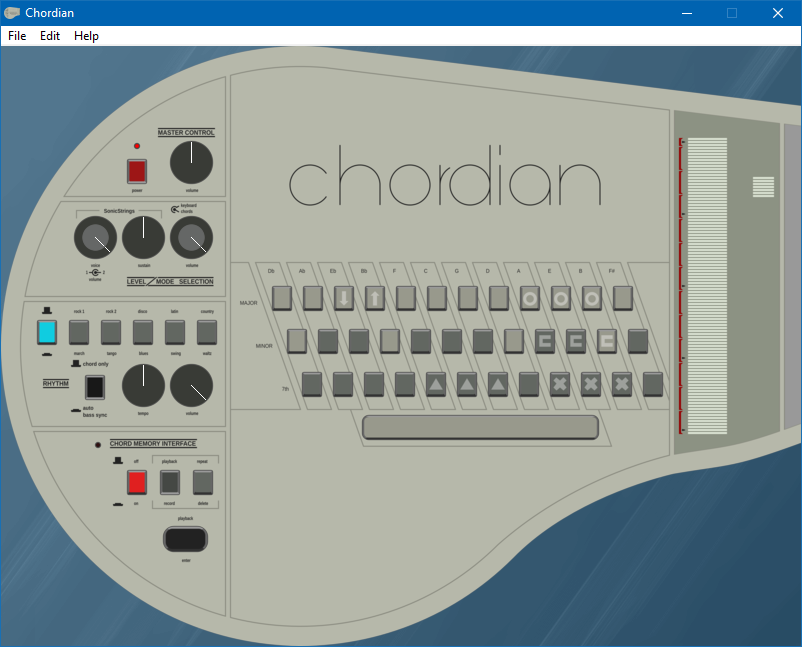 Chordian
File Edit Help
MASTER CONTROL
power
volume
SonicStrings
keyboard
chords
voice
sustain
volume
1 2
volume
LEVEL/MODE SELECTION
rock 1 rock 2 disco latin country
march tango blues swing waltz
chord only
RHYTHM
auto
bass sync
tempo volume
CHORD MEMORY INTERFACE
off playback repeat
on record delete
playback
enter
chordian
Db Ab Eb Bb F C G D A E B F#
MAJOR
MINOR
7th